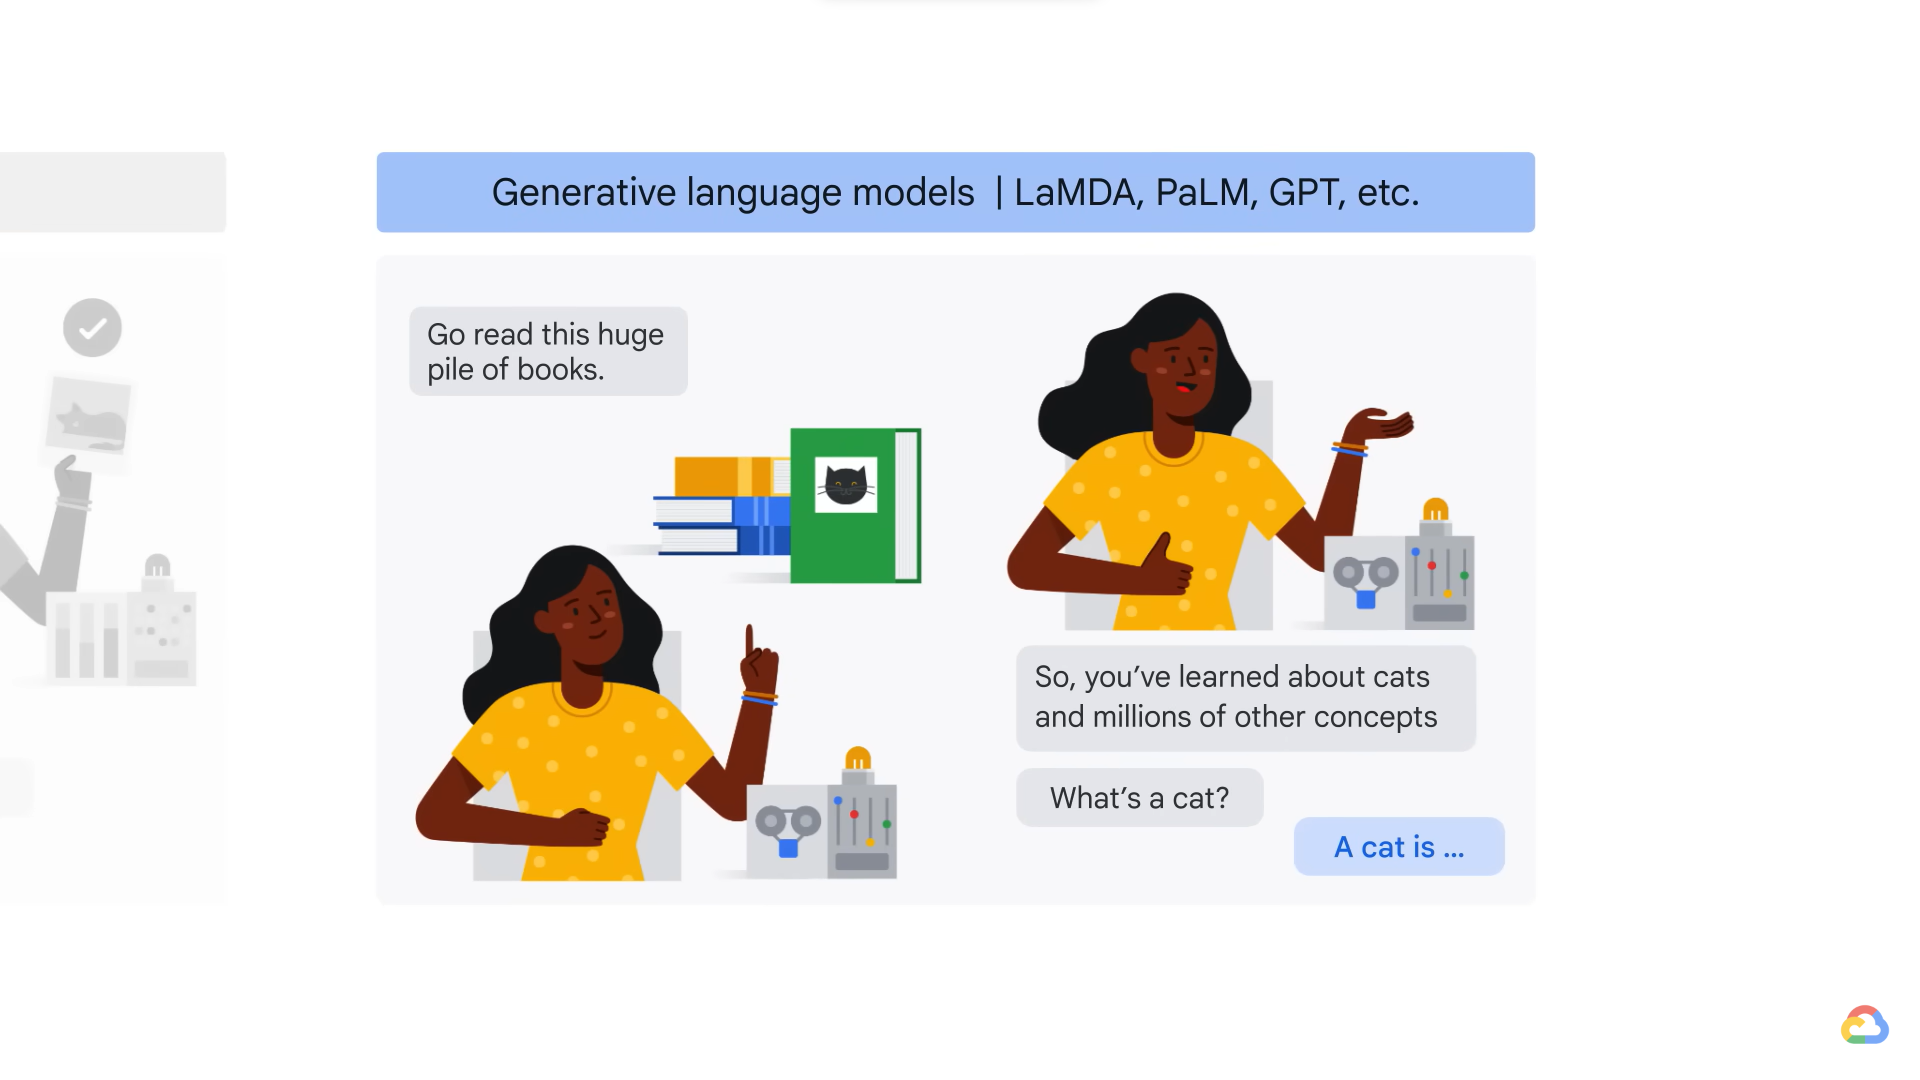 Generative language models | LaMDA, PaLM, GPT, etc.
Go read this huge
pile of books.
So, you’ve learned about cats
and millions of other concepts
What’s a cat?
A cat is ...